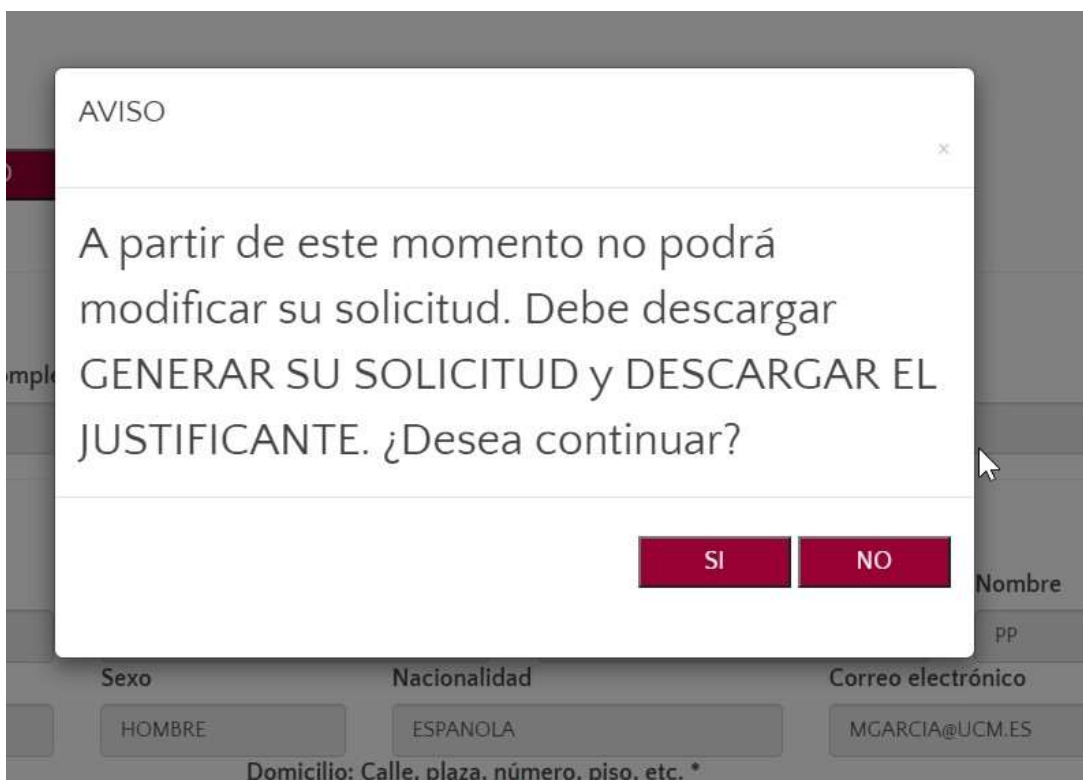 AVISO
×
A partir de este momento no podrá
modificar su solicitud. Debe descargar
GENERAR SU SOLICITUD y DESCARGAR EL
JUSTIFICANTE. ¿Desea continuar?
SI NO
Nombre
PP
Sexo Nacionalidad Correo electrónico
HOMBRE ESPANOLA MGARCIA@UCM.ES
Domicilio: Calle, plaza, número, piso, etc. *